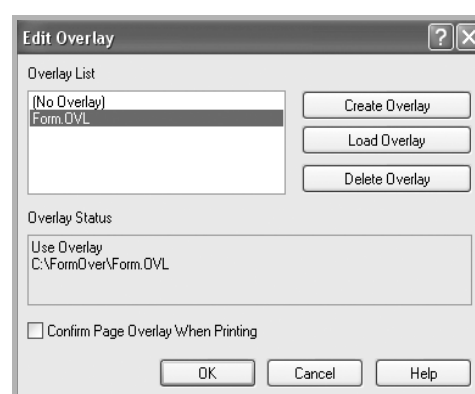 Edit Overlay
Overlay List
(No Overlay)
Form.OVL
Create Overlay
Load Overlay
Delete Overlay
Overlay Status
Use Overlay
C:\FormOver\Form.OVL
Confirm Page Overlay When Printing
OK
Cancel
Help